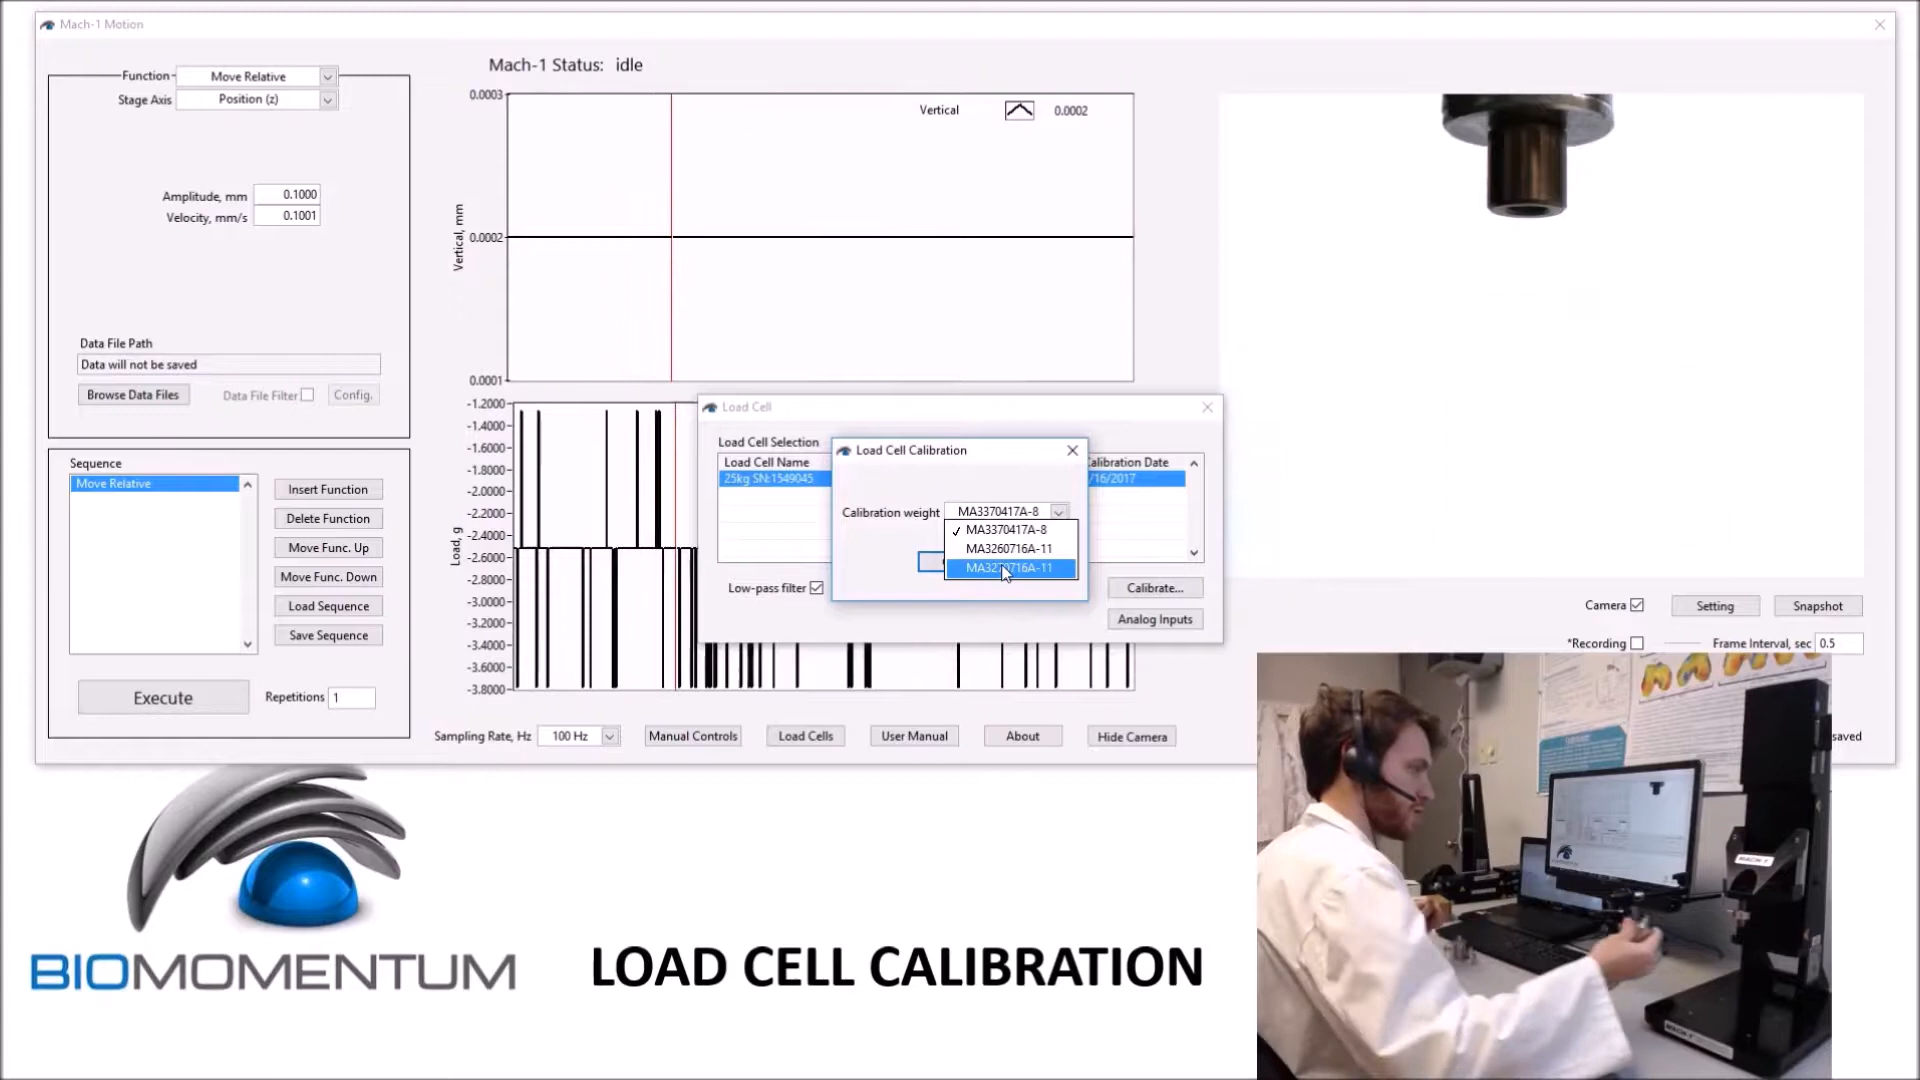 Mach-1 Motion
Function
Move Relative
Stage Axis
Position (z)
Amplitude, mm
0.1000
Velocity, mm/s
0.1001
Data File Path
Data will not be saved
Browse Data Files
Data File Filter
Config.
Sequence
Move Relative
Insert Function
Delete Function
Move Func. Up
Move Func. Down
Load Sequence
Save Sequence
Execute
Repetitions
1
Mach-1 Status: idle
0.0003
Vertical
0.0002
Vertical, mm
0.0002
0.0001
-1.2000
-1.4000
-1.6000
-1.8000
-2.0000
-2.2000
-2.4000
-2.6000
-2.8000
-3.0000
-3.2000
-3.4000
-3.6000
-3.8000
Load, g
Load Cell
Load Cell Selection
Load Cell Name
25kg SN:1549045
Calibration Date
/16/2017
Low-pass filter
Calibrate...
Analog Inputs
Load Cell Calibration
Calibration weight
MA3370417A-8
MA3370417A-8
MA3260716A-11
Sampling Rate, Hz
100 Hz
Manual Controls
Load Cells
User Manual
About
Hide Camera
Camera
Setting
Snapshot
*Recording
Frame Interval, sec
0.5
saved
MACH-1
BIOMOMENTUM
LOAD CELL CALIBRATION